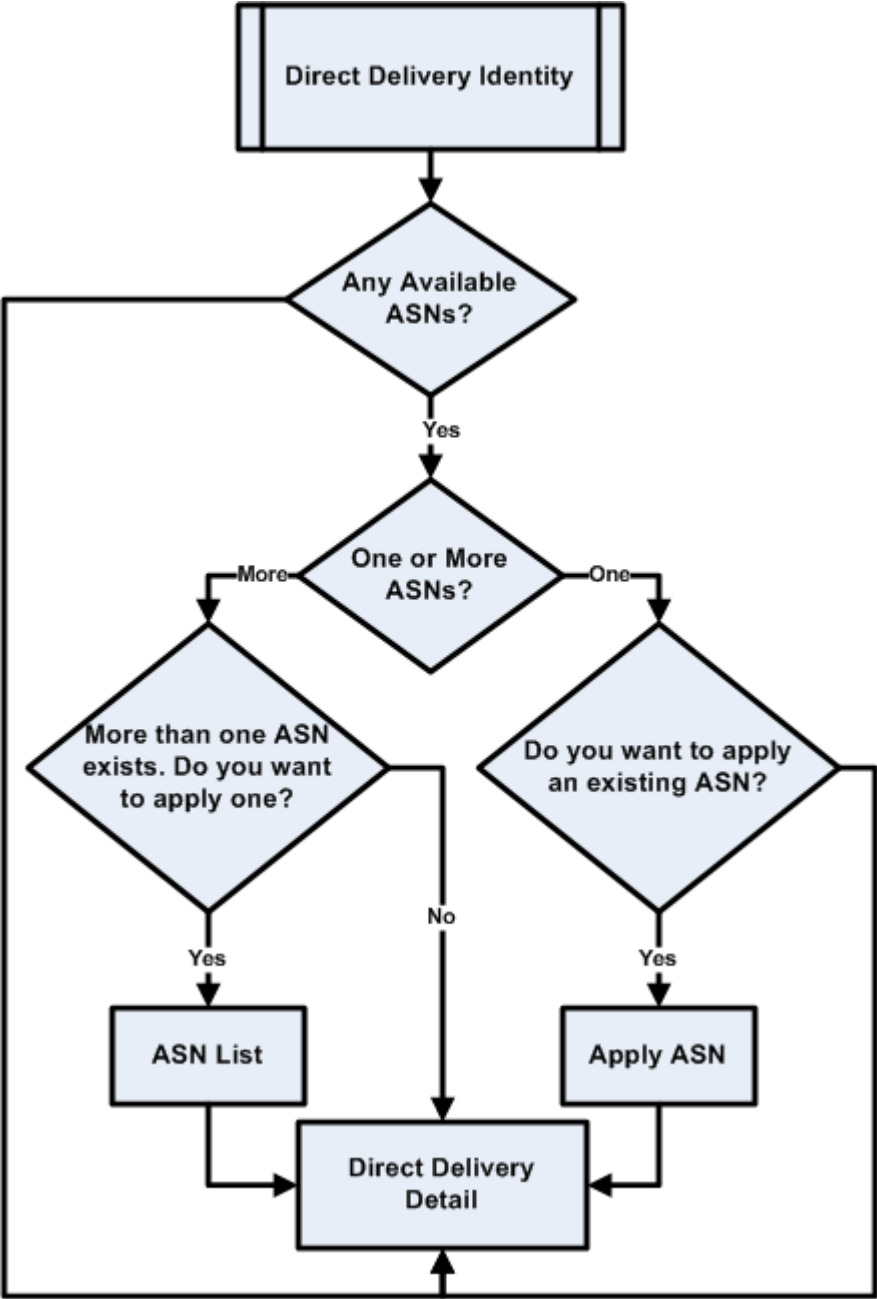 Direct Delivery Identity
Any Available
ASNs?
Yes
One or More
ASNs?
More
One
More than one ASN
exists. Do you want
to apply one?
Do you want to apply
an existing ASN?
No
Yes
Yes
ASN List
Apply ASN
Direct Delivery
Detail